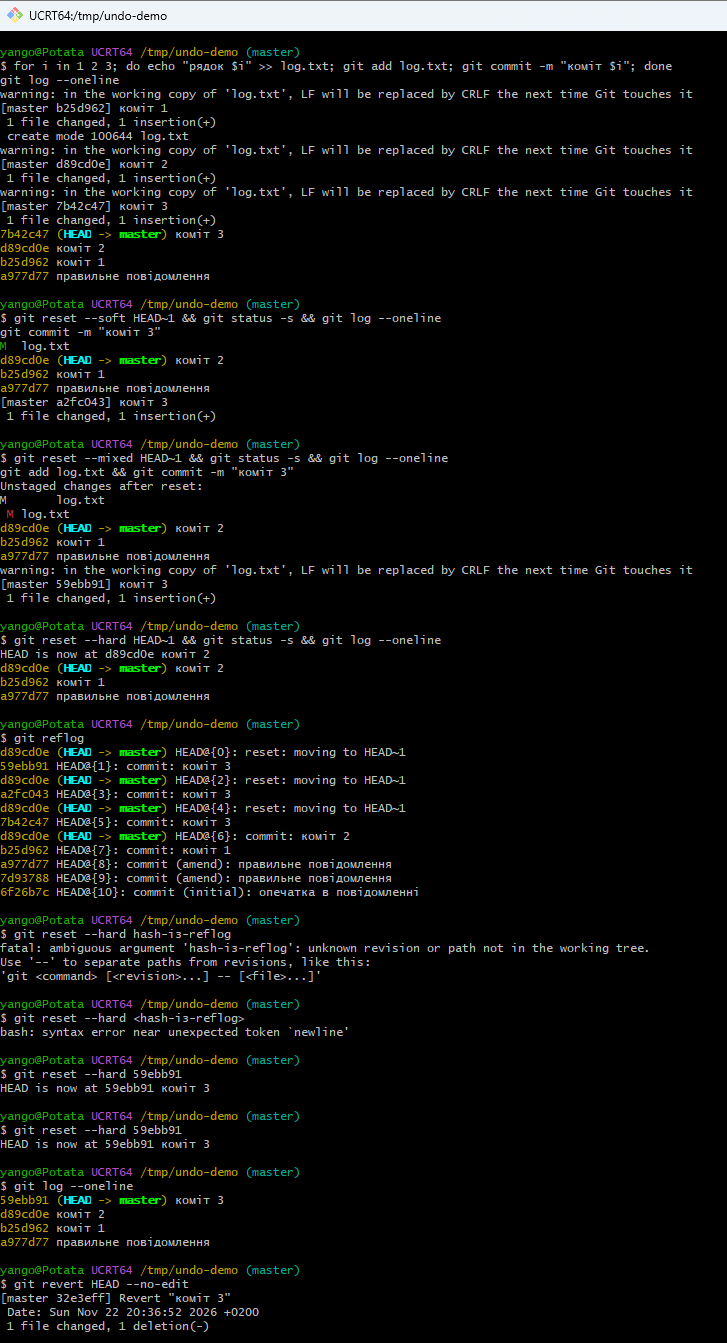 UCRT64:/tmp/undo-demo
yango@Potata UCRT64 /tmp/undo-demo (master)
$ for i in 1 2 3; do echo "рядок $i" >> log.txt; git add log.txt; git commit -m "коміт $i"; done
git log --oneline
warning: in the working copy of 'log.txt', LF will be replaced by CRLF the next time Git touches it
[master b25d962] коміт 1
 1 file changed, 1 insertion(+)
 create mode 100644 log.txt
warning: in the working copy of 'log.txt', LF will be replaced by CRLF the next time Git touches it
[master d89cd0e] коміт 2
 1 file changed, 1 insertion(+)
warning: in the working copy of 'log.txt', LF will be replaced by CRLF the next time Git touches it
[master 7b42c47] коміт 3
 1 file changed, 1 insertion(+)
7b42c47 (HEAD -> master) коміт 3
d89cd0e коміт 2
b25d962 коміт 1
a977d77 правильне повідомлення
yango@Potata UCRT64 /tmp/undo-demo (master)
$ git reset --soft HEAD~1 && git status -s && git log --oneline
git commit -m "коміт 3"
M  log.txt
d89cd0e (HEAD -> master) коміт 2
b25d962 коміт 1
a977d77 правильне повідомлення
[master a2fc043] коміт 3
 1 file changed, 1 insertion(+)
yango@Potata UCRT64 /tmp/undo-demo (master)
$ git reset --mixed HEAD~1 && git status -s && git log --oneline
git add log.txt && git commit -m "коміт 3"
Unstaged changes after reset:
M       log.txt
 M log.txt
d89cd0e (HEAD -> master) коміт 2
b25d962 коміт 1
a977d77 правильне повідомлення
warning: in the working copy of 'log.txt', LF will be replaced by CRLF the next time Git touches it
[master 59ebb91] коміт 3
 1 file changed, 1 insertion(+)
yango@Potata UCRT64 /tmp/undo-demo (master)
$ git reset --hard HEAD~1 && git status -s && git log --oneline
HEAD is now at d89cd0e коміт 2
d89cd0e (HEAD -> master) коміт 2
b25d962 коміт 1
a977d77 правильне повідомлення
yango@Potata UCRT64 /tmp/undo-demo (master)
$ git reflog
d89cd0e (HEAD -> master) HEAD@{0}: reset: moving to HEAD~1
59ebb91 HEAD@{1}: commit: коміт 3
d89cd0e (HEAD -> master) HEAD@{2}: reset: moving to HEAD~1
a2fc043 HEAD@{3}: commit: коміт 3
d89cd0e (HEAD -> master) HEAD@{4}: reset: moving to HEAD~1
7b42c47 HEAD@{5}: commit: коміт 3
d89cd0e (HEAD -> master) HEAD@{6}: commit: коміт 2
b25d962 HEAD@{7}: commit: коміт 1
a977d77 HEAD@{8}: commit (amend): правильне повідомлення
7d93788 HEAD@{9}: commit (amend): правильне повідомлення
6f26b7c HEAD@{10}: commit (initial): опечатка в повідомленні
yango@Potata UCRT64 /tmp/undo-demo (master)
$ git reset --hard hash-із-reflog
fatal: ambiguous argument 'hash-із-reflog': unknown revision or path not in the working tree.
Use '--' to separate paths from revisions, like this:
'git <command> [<revision>...] -- [<file>...]'
yango@Potata UCRT64 /tmp/undo-demo (master)
$ git reset --hard <hash-із-reflog>
bash: syntax error near unexpected token `newline'
yango@Potata UCRT64 /tmp/undo-demo (master)
$ git reset --hard 59ebb91
HEAD is now at 59ebb91 коміт 3
yango@Potata UCRT64 /tmp/undo-demo (master)
$ git reset --hard 59ebb91
HEAD is now at 59ebb91 коміт 3
yango@Potata UCRT64 /tmp/undo-demo (master)
$ git log --oneline
59ebb91 (HEAD -> master) коміт 3
d89cd0e коміт 2
b25d962 коміт 1
a977d77 правильне повідомлення
yango@Potata UCRT64 /tmp/undo-demo (master)
$ git revert HEAD --no-edit
[master 32e3eff] Revert "коміт 3"
 Date: Sun Nov 22 20:36:52 2026 +0200
 1 file changed, 1 deletion(-)